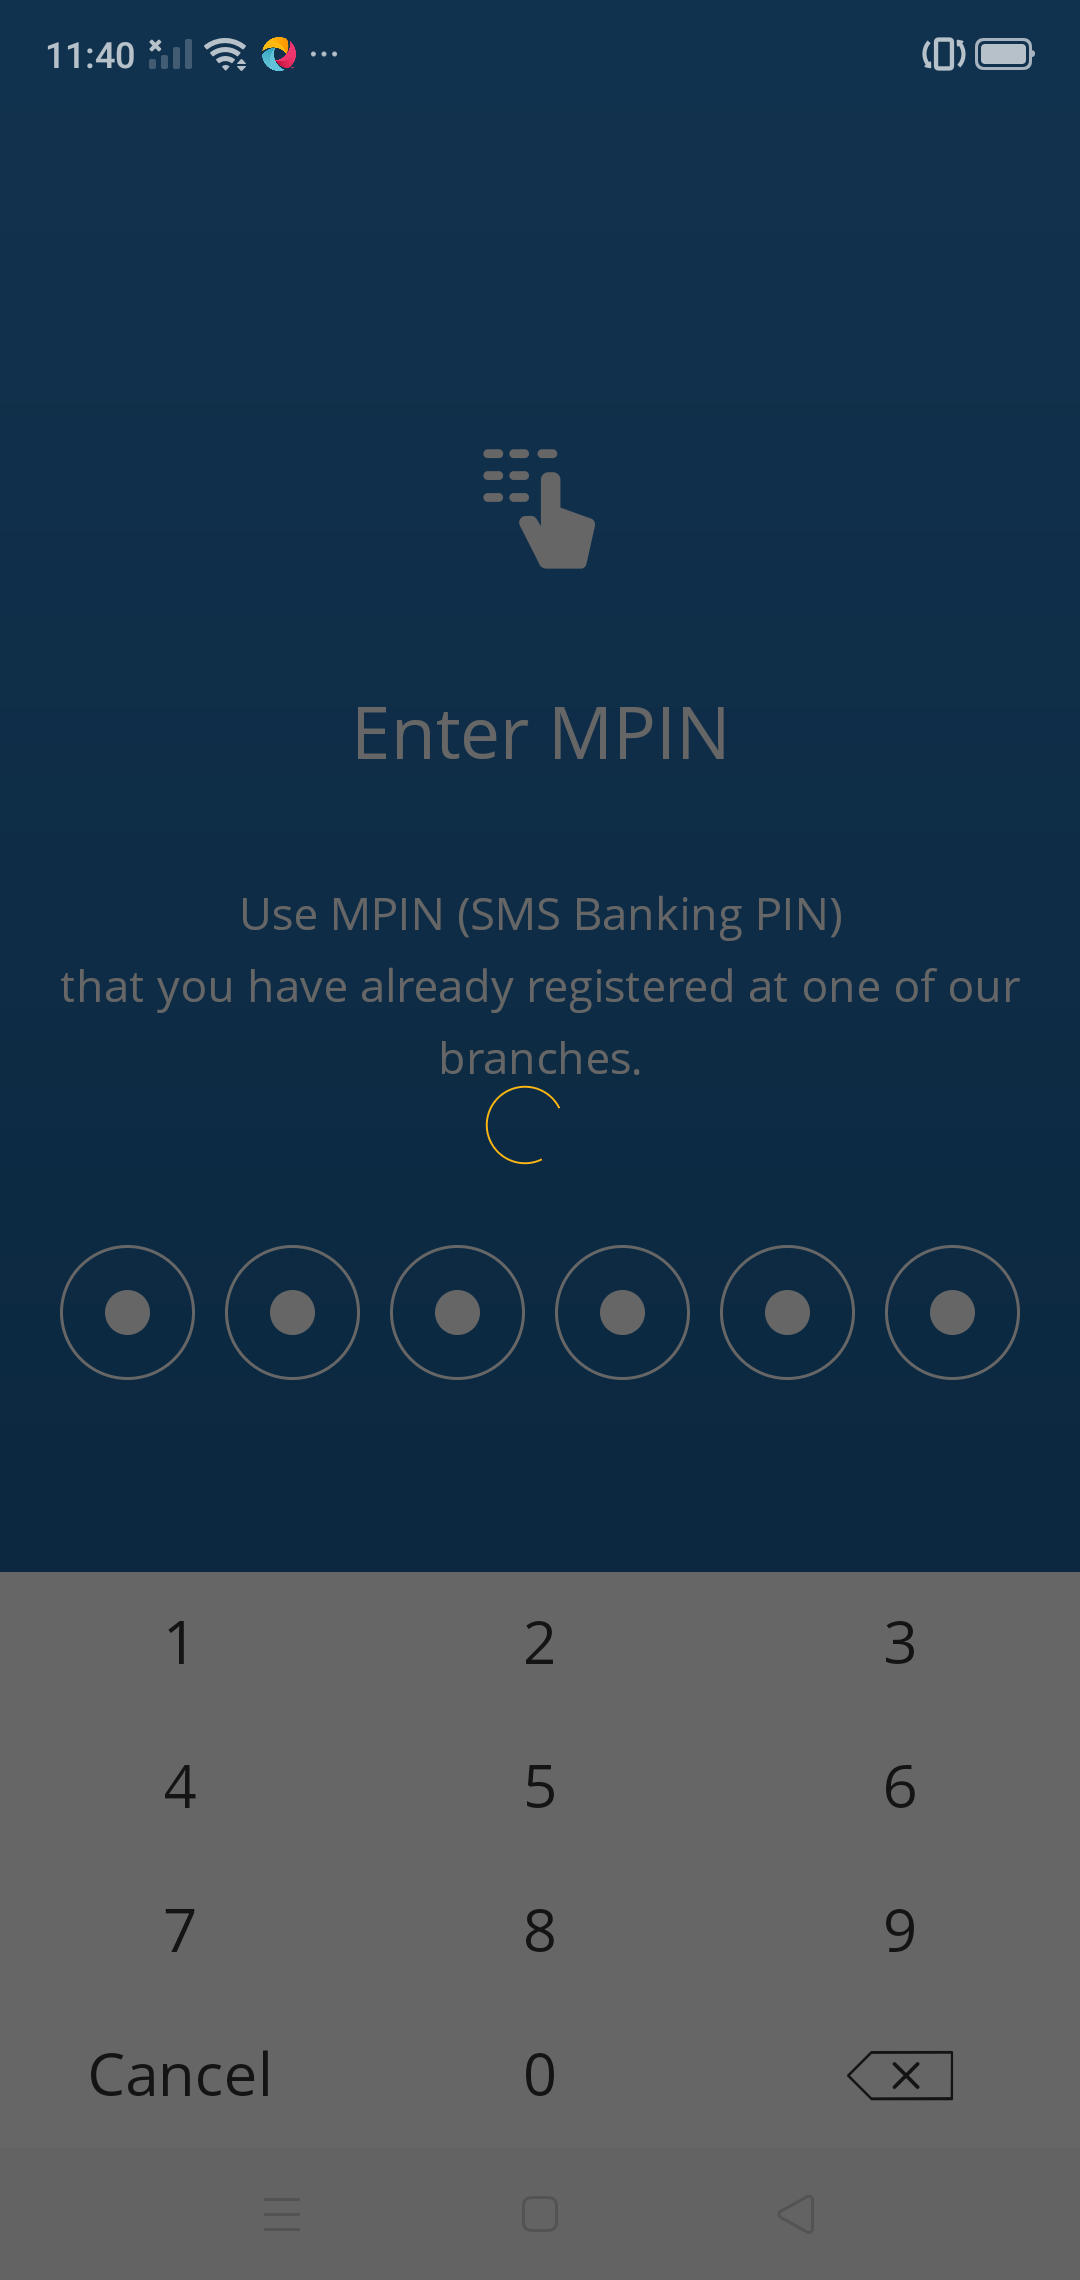 11:40
Enter MPIN
Use MPIN (SMS Banking PIN)
that you have already registered at one of our
branches.
1 2 3
4 5 6
7 8 9
Cancel 0